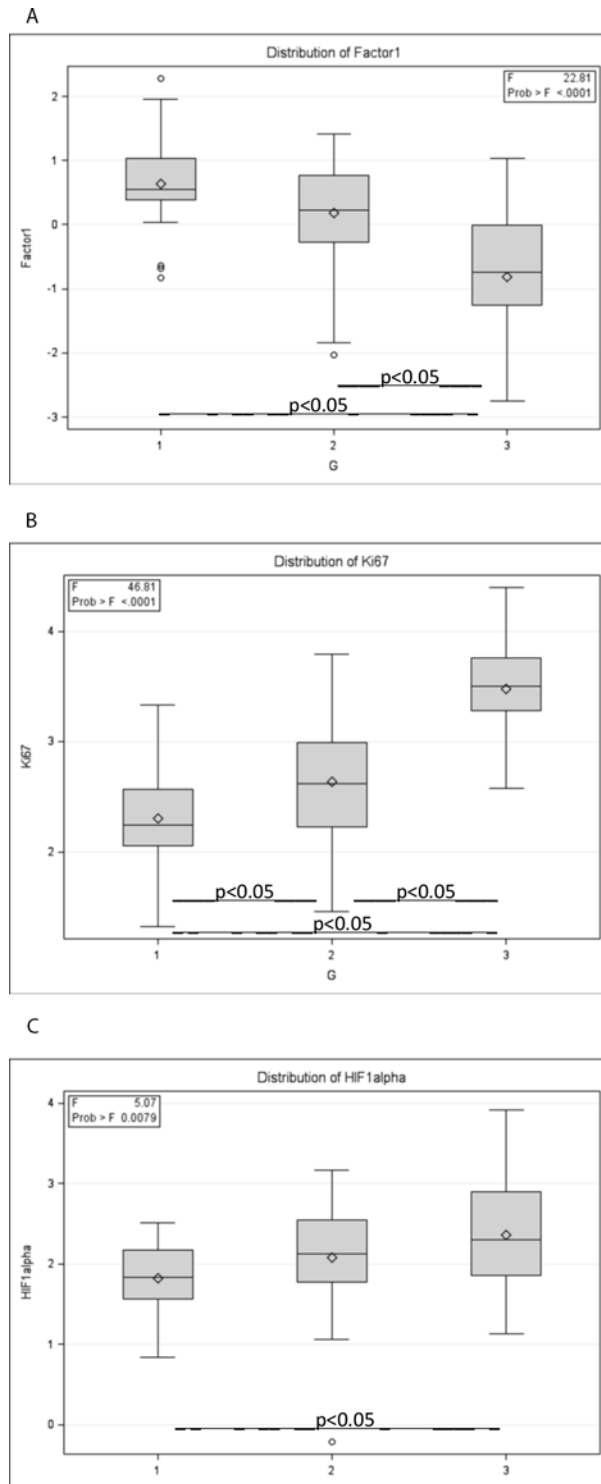 A
Distribution of Factor1
F 22.81
Prob > F <.0001
2
1
0
-1
-2
-3
Factor1
p<0.05
p<0.05
1 2 3
G
B
Distribution of Ki67
F 46.81
Prob > F <.0001
4
3
2
Ki67
p<0.05 p<0.05
p<0.05
1 2 3
G
C
Distribution of HIF1alpha
F 5.07
Prob > F 0.0079
4
3
2
1
0
HIF1alpha
p<0.05
1 2 3